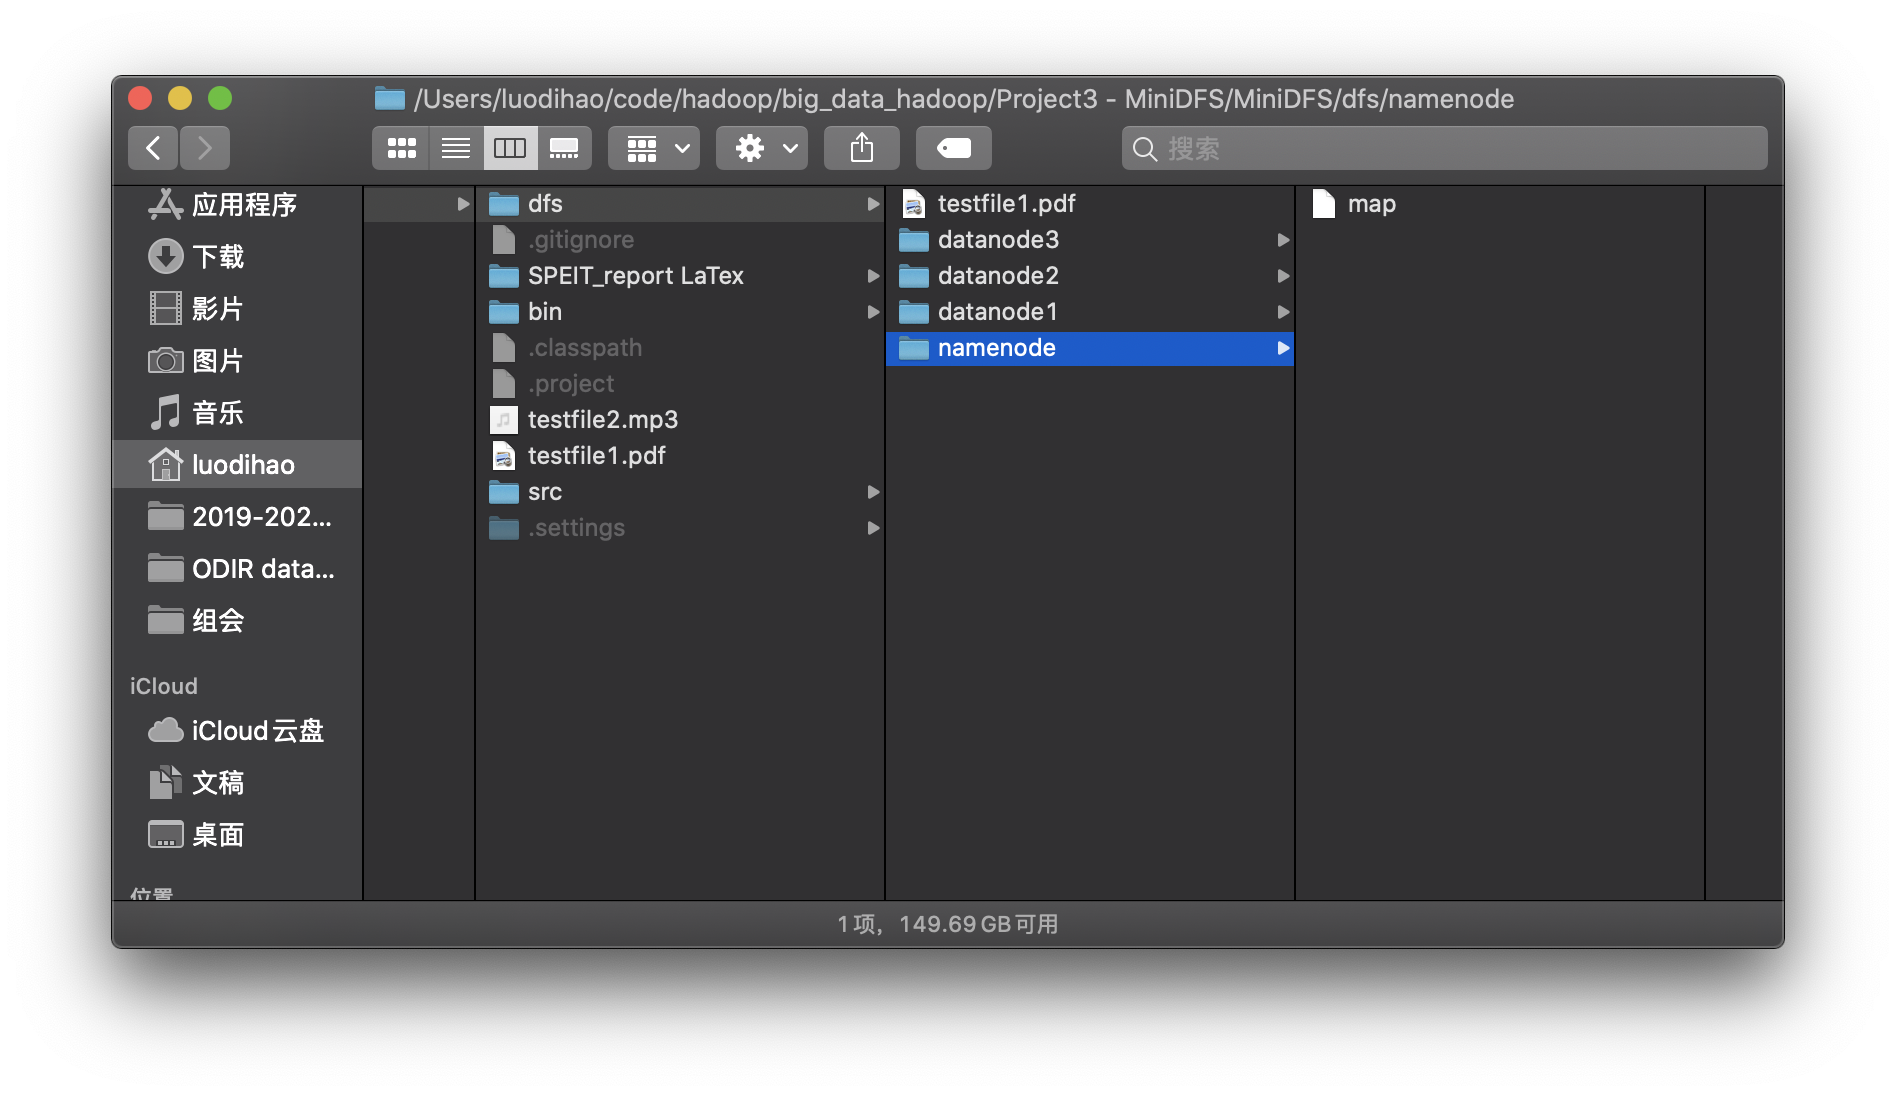 /Users/luodihao/code/hadoop/big_data_hadoop/Project3 - MiniDFS/MiniDFS/dfs/namenode
搜索
应用程序
下载
影片
图片
音乐
luodihao
2019-202...
ODIR data...
组会
iCloud
iCloud云盘
文稿
桌面
位置
dfs
.gitignore
SPEIT_report LaTex
bin
.classpath
.project
testfile2.mp3
testfile1.pdf
src
.settings
testfile1.pdf
datanode3
datanode2
datanode1
namenode
map
1项，149.69 GB可用